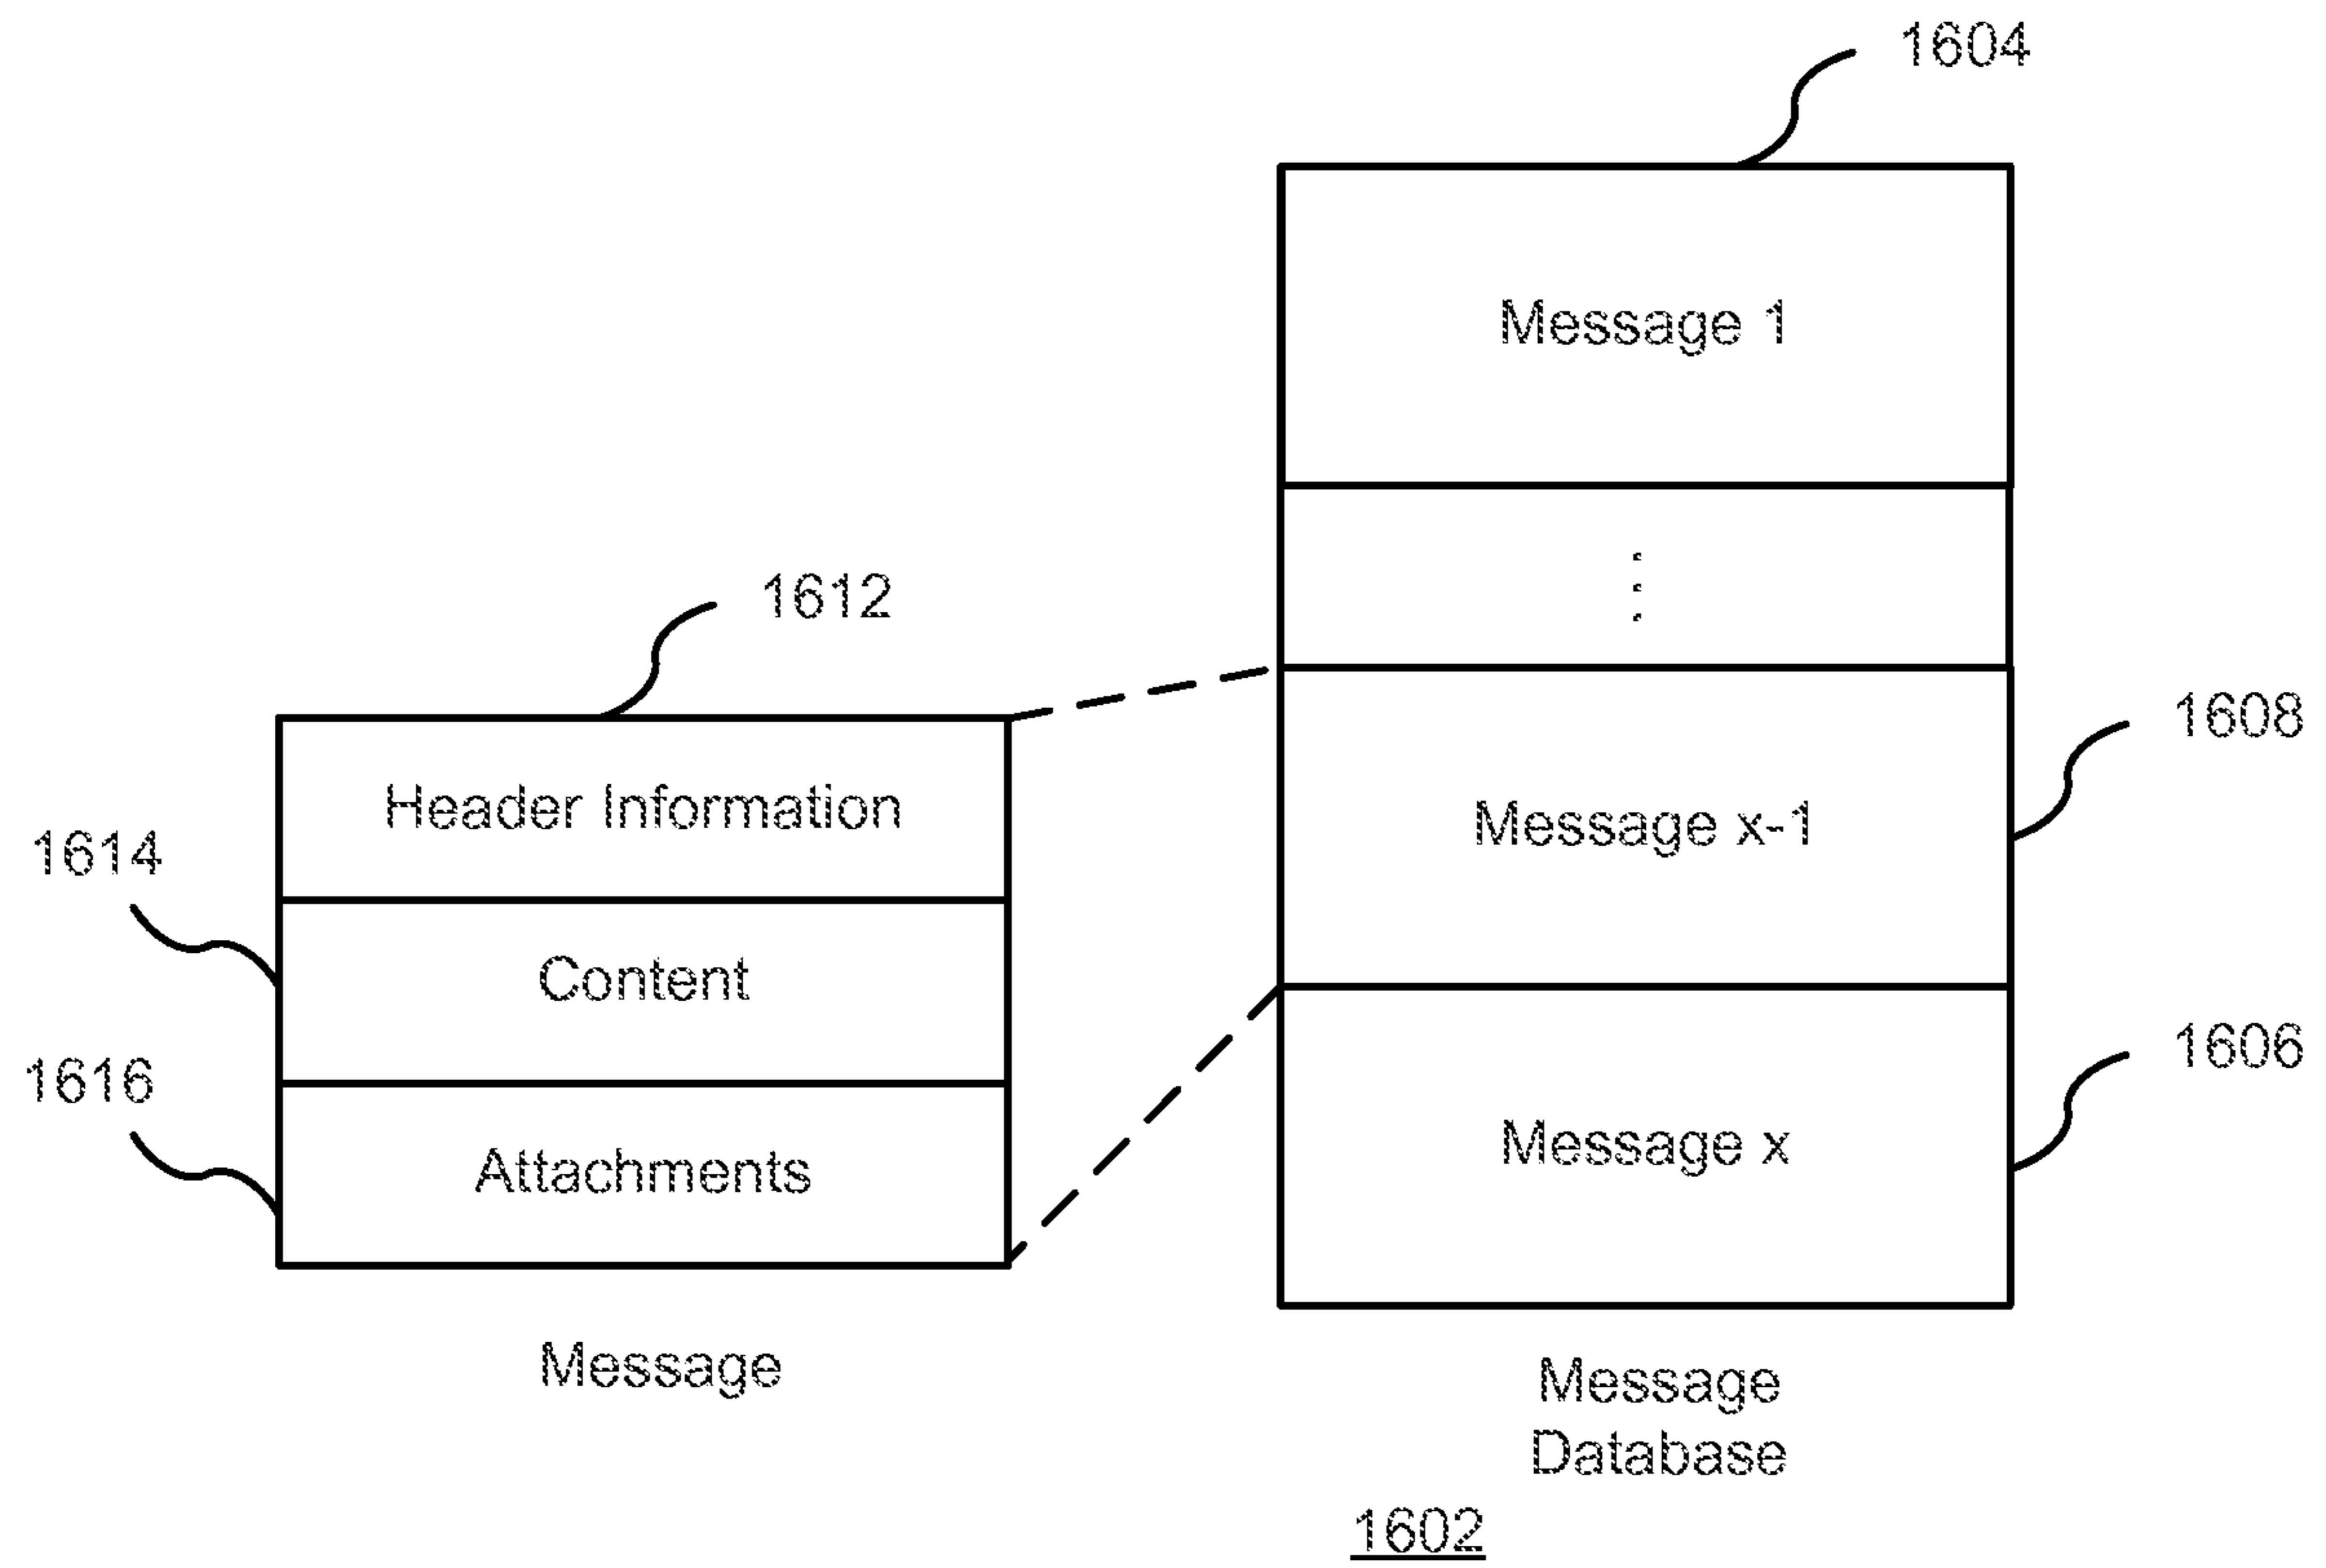 1604
Message 1
⋮
1612
1608
Header Information
Message x-1
1614
Content
1606
1616
Message x
Attachments
Message
Message
Database
1602